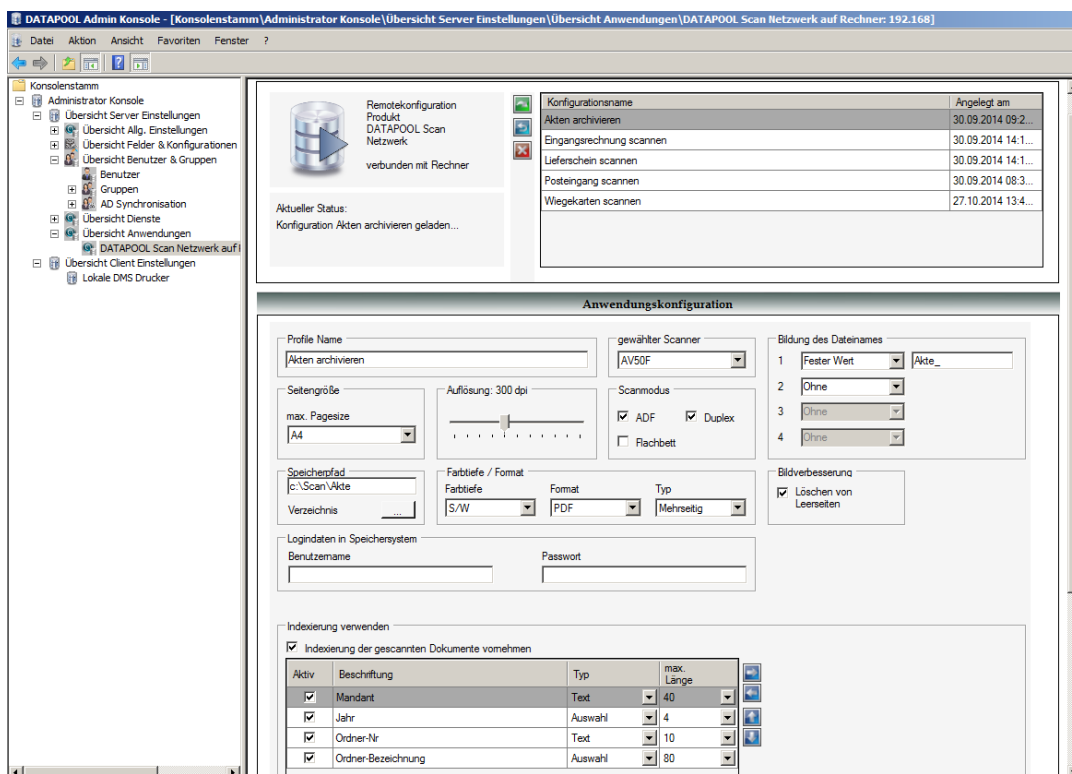 DATAPOOL Admin Konsole - [Konsolenstamm\Administrator Konsole\Übersicht Server Einstellungen\Übersicht Anwendungen\DATAPOOL Scan Netzwerk auf Rechner: 192.168]
Datei Aktion Ansicht Favoriten Fenster ?
Konsolenstamm
Administrator Konsole
Übersicht Server Einstellungen
Übersicht Allg. Einstellungen
Übersicht Felder & Konfigurationen
Übersicht Benutzer & Gruppen
Benutzer
Gruppen
AD Synchronisation
Übersicht Dienste
Übersicht Anwendungen
DATAPOOL Scan Netzwerk auf
Übersicht Client Einstellungen
Lokale DMS Drucker
Remotekonfiguration
Produkt
DATAPOOL Scan
Netzwerk
verbunden mit Rechner
Aktueller Status:
Konfiguration Akten archivieren geladen...
Konfigurationsname Angelegt am
Akten archivieren 30.09.2014 09:2...
Eingangsrechnung scannen 30.09.2014 14:1...
Lieferschein scannen 30.09.2014 14:1...
Posteingang scannen 30.09.2014 08:3...
Wiegekarten scannen 27.10.2014 13:4...
Anwendungskonfiguration
Profile Name
Akten archivieren
gewählter Scanner
AV50F
Bildung des Dateinames
1 Fester Wert Akte_
2 Ohne
3 Ohne
4 Ohne
Seitengröße
max. Pagesize
A4
Auflösung: 300 dpi
Scanmodus
ADF Duplex
Flachbett
Speicherpfad
c:\Scan\Akte
Verzeichnis ...
Farbtiefe / Format
Farbtiefe Format Typ
S/W PDF Mehrseitig
Bildverbesserung
Löschen von
Leerseiten
Logindaten in Speichersystem
Benutzername Passwort
Indexierung verwenden
Indexierung der gescannten Dokumente vornehmen
Aktiv Beschriftung Typ max. Länge
Mandant Text 40
Jahr Auswahl 4
Ordner-Nr Text 10
Ordner-Bezeichnung Auswahl 80